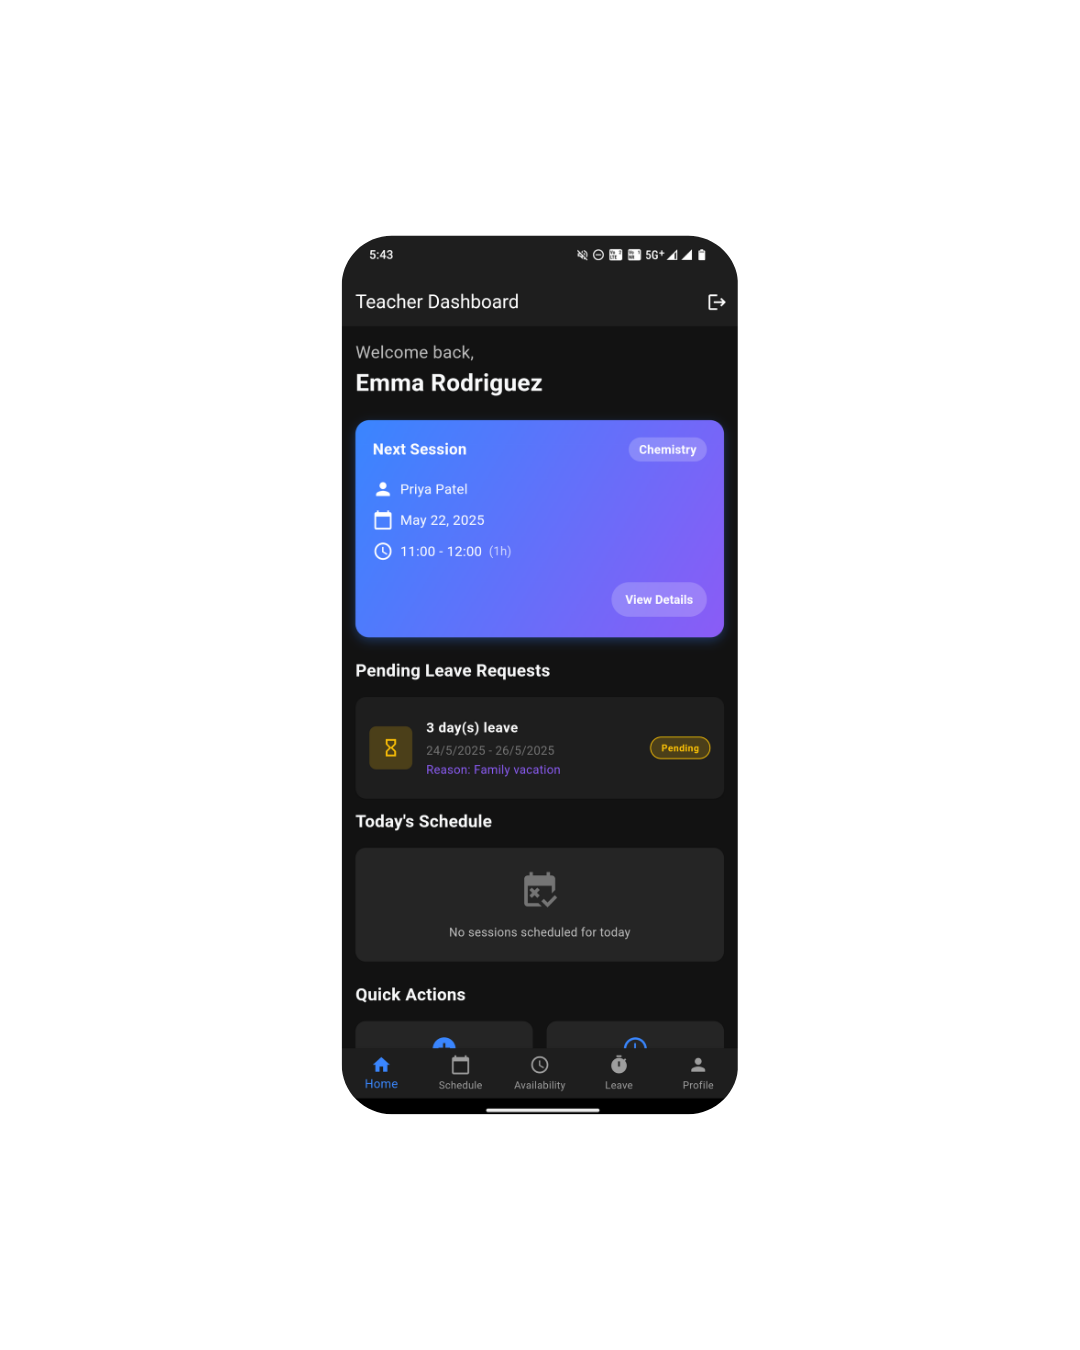 5:43
5G+
Teacher Dashboard
Welcome back,
Emma Rodriguez
Next Session
Chemistry
Priya Patel
May 22, 2025
11:00 - 12:00 (1h)
View Details
Pending Leave Requests
3 day(s) leave
24/5/2025 - 26/5/2025
Reason: Family vacation
Pending
Today's Schedule
No sessions scheduled for today
Quick Actions
Home
Schedule
Availability
Leave
Profile